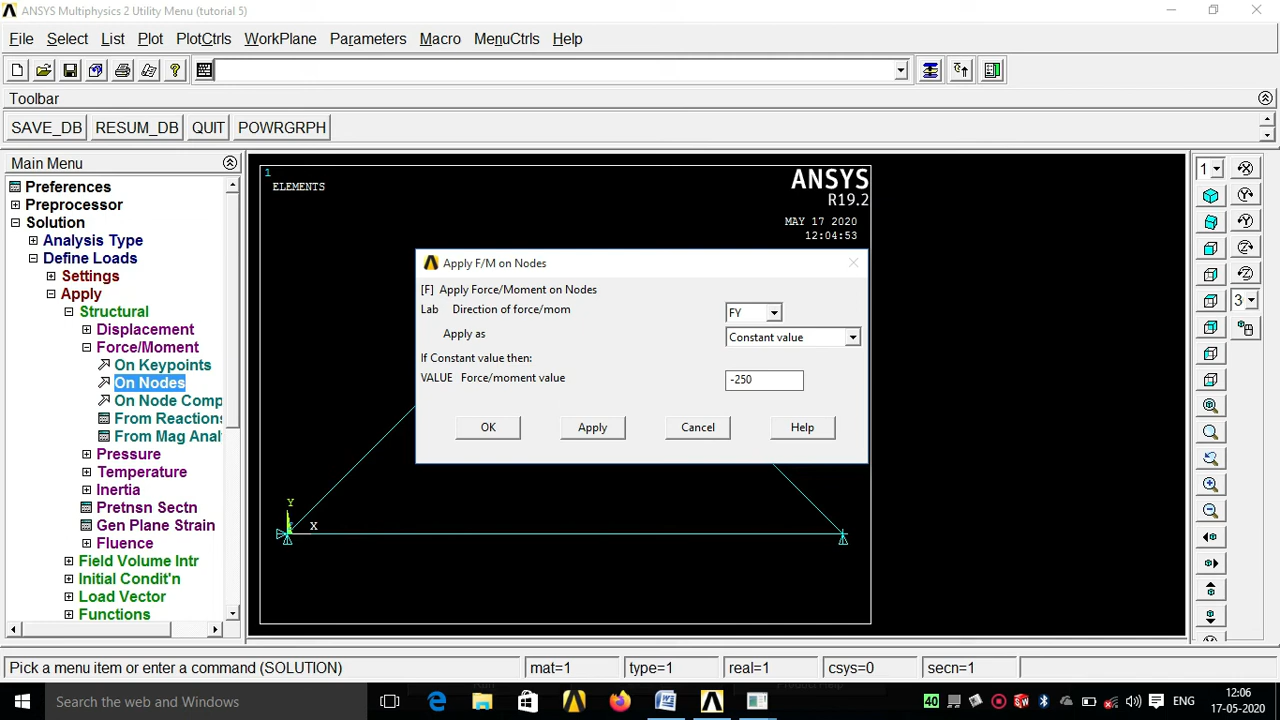 ANSYS Multiphysics 2 Utility Menu (tutorial 5)
File Select List Plot PlotCtrls WorkPlane Parameters Macro MenuCtrls Help
Toolbar
SAVE_DB RESUM_DB QUIT POWRGRPH
Main Menu
Preferences
Preprocessor
Solution
Analysis Type
Define Loads
Settings
Apply
Structural
Displacement
Force/Moment
On Keypoints
On Nodes
On Node Comp
From Reactions
From Mag Anal
Pressure
Temperature
Inertia
Pretnsn Sectn
Gen Plane Strain
Fluence
Field Volume Intr
Initial Condit'n
Load Vector
Functions
1
ELEMENTS
ANSYS
R19.2
MAY 17 2020
12:04:53
Apply F/M on Nodes
[F] Apply Force/Moment on Nodes
Lab Direction of force/mom FY
Apply as Constant value
If Constant value then:
VALUE Force/moment value -250
OK Apply Cancel Help
Y
X
1
3
Pick a menu item or enter a command (SOLUTION) mat=1 type=1 real=1 csys=0 secn=1
Search the web and Windows
40
ENG
12:06
17-05-2020